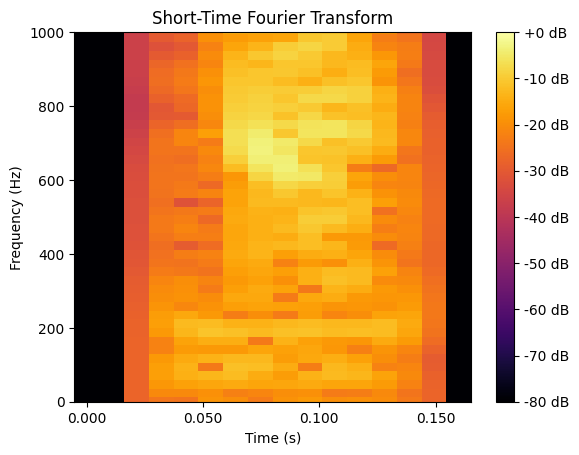 Short-Time Fourier Transform
1000
800
600
400
200
0
Frequency (Hz)
0.000
0.050
0.100
0.150
Time (s)
+0 dB
-10 dB
-20 dB
-30 dB
-40 dB
-50 dB
-60 dB
-70 dB
-80 dB